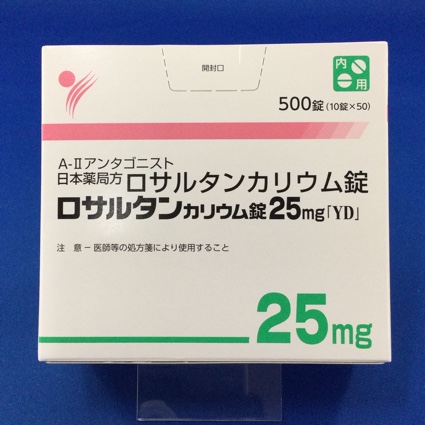 開封口
内用
500錠(10錠×50)
A-IIアンタゴニスト
日本薬局方 ロサルタンカリウム錠
ロサルタンカリウム錠25mg「YD」
注 意－医師等の処方箋により使用すること
25mg